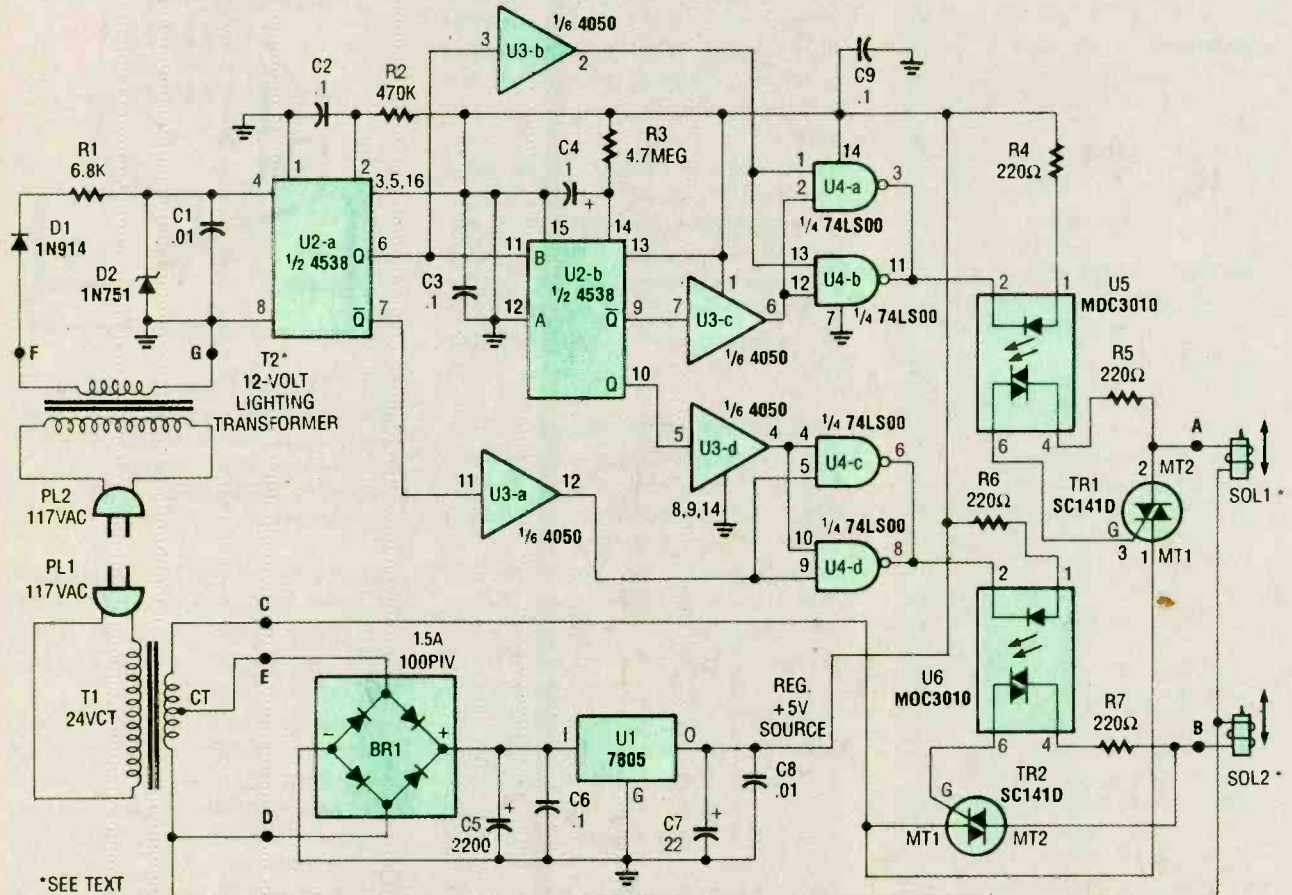 1/6 4050
3
U3-b
2
C2
.1
R2
470K
C9
.1
R1
6.8K
R3
4.7MEG
R4
220Ω
C4
1
+
1
2
4
3,5,16
14
1
2
U4-a
3
1/4 74LS00
D1
1N914
C1
.01
D2
1N751
U2-a
1/2 4538
Q
6
Q̅
7
8
15
14
13
11
B
U2-b
1/2 4538
12
A
Q̅
9
Q
10
C3
.1
13
12
U4-b
11
7
1/4 74LS00
1
7
U3-c
6
1/6 4050
2
1
U5
MDC3010
R5
220Ω
6
4
F
G
T2*
12-VOLT
LIGHTING
TRANSFORMER
1/6 4050
5
U3-d
4
8,9,14
1/4 74LS00
4
5
U4-c
6
1/4 74LS00
10
9
U4-d
8
A
2
MT2
TR1
SC141D
G
3
1
MT1
SOL1 *
R6
220Ω
11
U3-a
12
1/6 4050
PL2
117VAC
PL1
117VAC
2
1
C
E
1.5A
100PIV
T1
24VCT
CT
−
BR1
+
I
U1
7805
O
G
REG.
+5V
SOURCE
U6
MOC3010
6
4
R7
220Ω
B
SOL2 *
D
C5
2200
+
C6
.1
C7
22
+
C8
.01
TR2
SC141D
G
MT1
MT2
*SEE TEXT